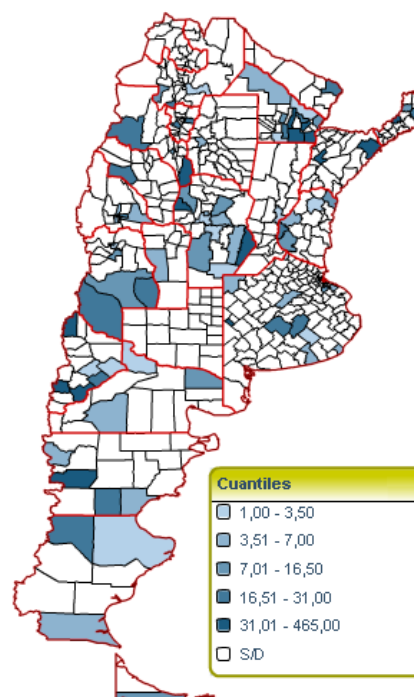 Cuantiles
1,00 - 3,50
3,51 - 7,00
7,01 - 16,50
16,51 - 31,00
31,01 - 465,00
S/D